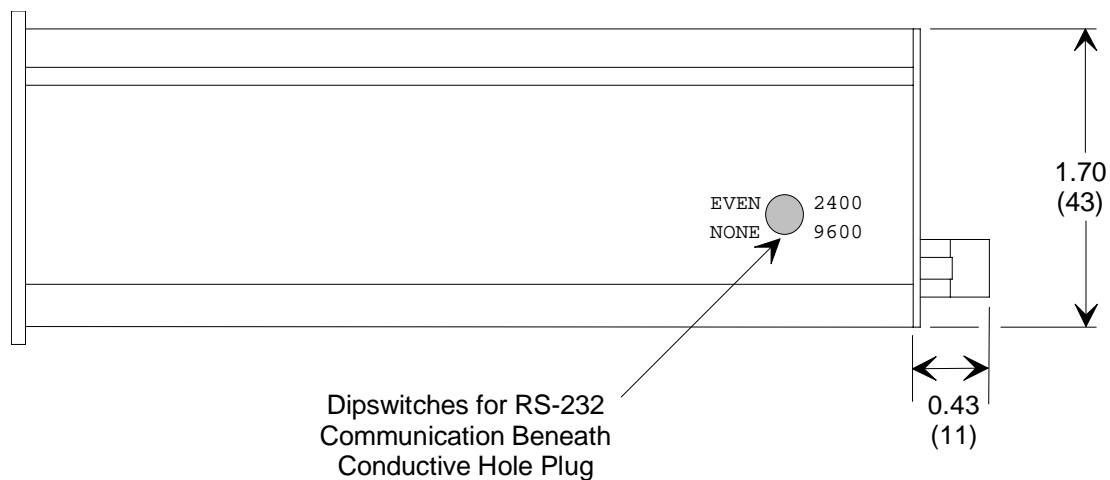 1.70
(43)
EVEN 2400
NONE 9600
Dipswitches for RS-232
Communication Beneath
Conductive Hole Plug
0.43
(11)